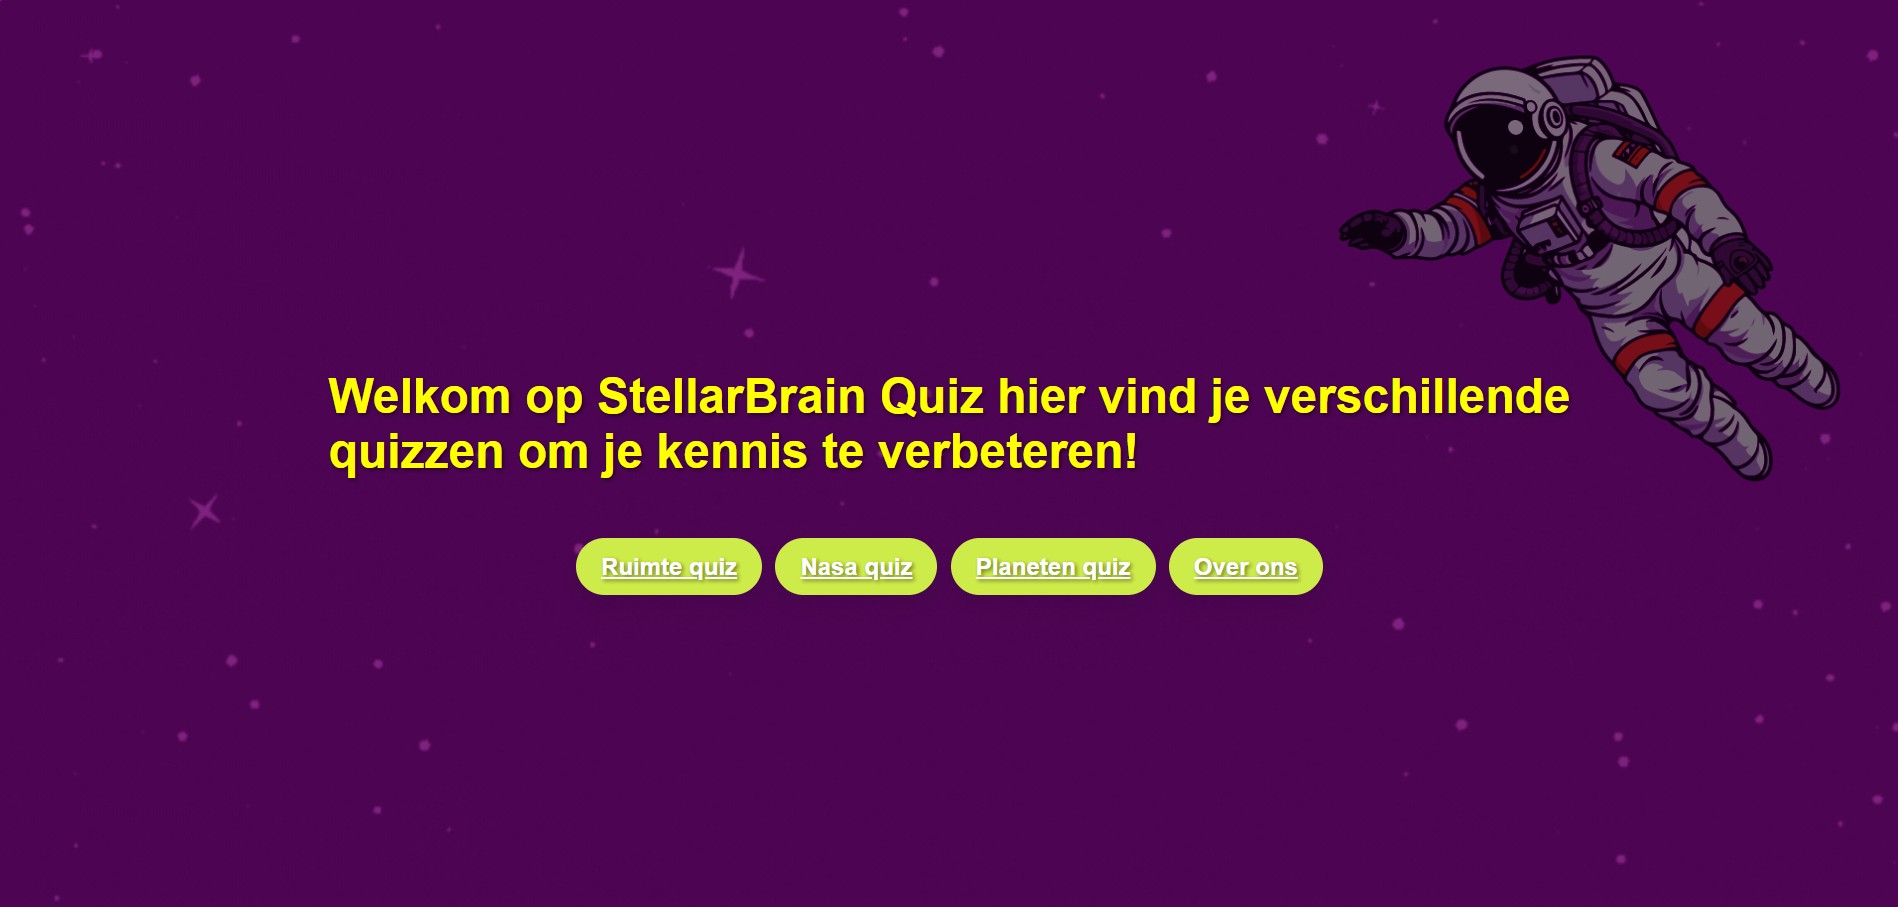 Welkom op StellarBrain Quiz hier vind je verschillende
quizzen om je kennis te verbeteren!
Ruimte quiz
Nasa quiz
Planeten quiz
Over ons